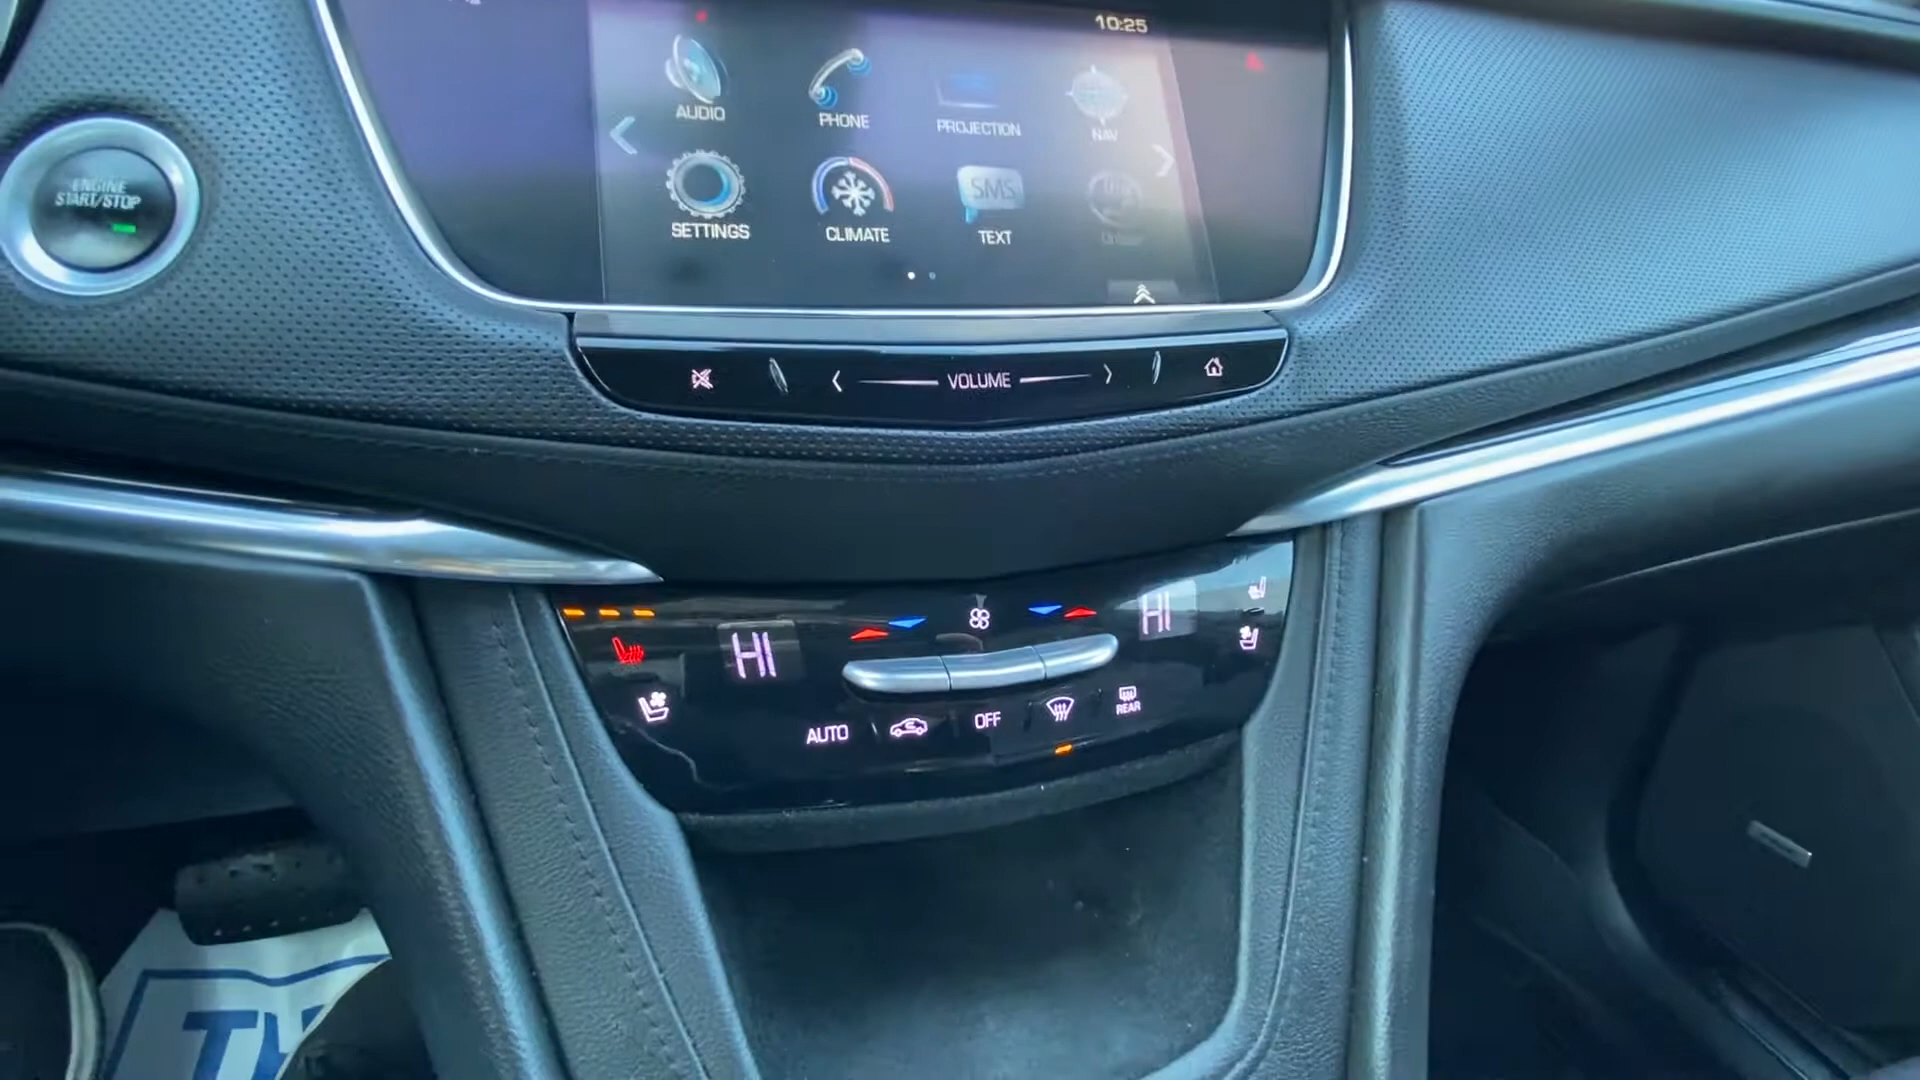 10:25
AUDIO
PHONE
PROJECTION
NAV
ENGINE
START/STOP
SMS
SETTINGS
CLIMATE
TEXT
VOLUME
HI
HI
AUTO
OFF
REAR